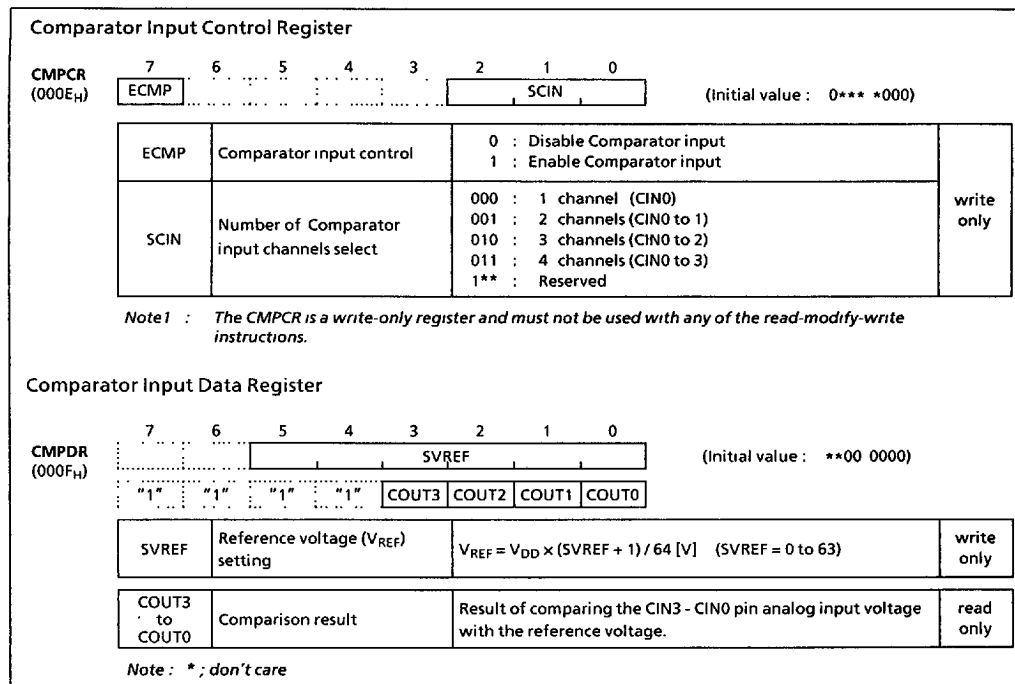 Comparator Input Control Register
7 6 5 4 3 2 1 0
CMPCR
(000EH)
ECMP SCIN (Initial value : 0*** *000)
ECMP Comparator input control 0 : Disable Comparator input
1 : Enable Comparator input
write only
SCIN Number of Comparator input channels select
000 : 1 channel (CIN0)
001 : 2 channels (CIN0 to 1)
010 : 3 channels (CIN0 to 2)
011 : 4 channels (CIN0 to 3)
1** : Reserved
Note1 : The CMPCR is a write-only register and must not be used with any of the read-modify-write
instructions.
Comparator Input Data Register
7 6 5 4 3 2 1 0
CMPDR
(000FH)
SVREF (Initial value : **00 0000)
"1" "1" "1" "1" COUT3 COUT2 COUT1 COUT0
SVREF Reference voltage (VREF) setting VREF = VDD × (SVREF + 1) / 64 [V] (SVREF = 0 to 63) write only
COUT3 to COUT0 Comparison result Result of comparing the CIN3 - CIN0 pin analog input voltage with the reference voltage. read only
Note : * ; don't care